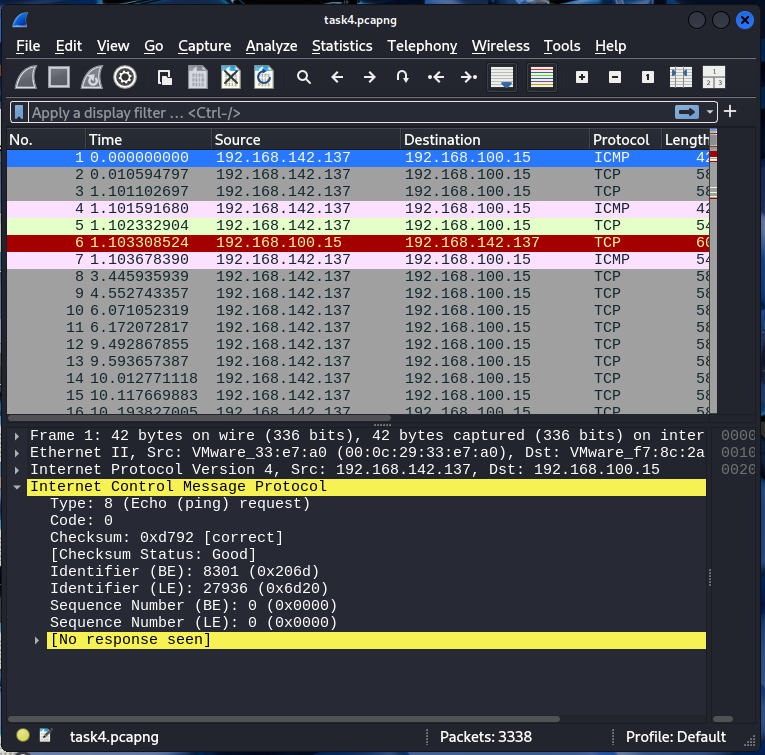 task4.pcapng
File Edit View Go Capture Analyze Statistics Telephony Wireless Tools Help
Apply a display filter … <Ctrl-/>
No. Time Source Destination Protocol Length
1 0.000000000 192.168.142.137 192.168.100.15 ICMP 42
2 0.010594797 192.168.142.137 192.168.100.15 TCP 58
3 1.101102697 192.168.142.137 192.168.100.15 TCP 58
4 1.101591680 192.168.142.137 192.168.100.15 ICMP 42
5 1.102332904 192.168.142.137 192.168.100.15 TCP 54
6 1.103308524 192.168.100.15 192.168.142.137 TCP 60
7 1.103678390 192.168.142.137 192.168.100.15 ICMP 54
8 3.445935939 192.168.142.137 192.168.100.15 TCP 58
9 4.552743357 192.168.142.137 192.168.100.15 TCP 58
10 6.071052319 192.168.142.137 192.168.100.15 TCP 58
11 6.172072817 192.168.142.137 192.168.100.15 TCP 58
12 9.492867855 192.168.142.137 192.168.100.15 TCP 58
13 9.593657387 192.168.142.137 192.168.100.15 TCP 58
14 10.012771118 192.168.142.137 192.168.100.15 TCP 58
15 10.117669883 192.168.142.137 192.168.100.15 TCP 58
16 10.193827005 192.168.142.137 192.168.100.15 TCP 58
Frame 1: 42 bytes on wire (336 bits), 42 bytes captured (336 bits) on inter
Ethernet II, Src: VMware_33:e7:a0 (00:0c:29:33:e7:a0), Dst: VMware_f7:8c:2a
Internet Protocol Version 4, Src: 192.168.142.137, Dst: 192.168.100.15
Internet Control Message Protocol
Type: 8 (Echo (ping) request)
Code: 0
Checksum: 0xd792 [correct]
[Checksum Status: Good]
Identifier (BE): 8301 (0x206d)
Identifier (LE): 27936 (0x6d20)
Sequence Number (BE): 0 (0x0000)
Sequence Number (LE): 0 (0x0000)
[No response seen]
0000
0010
0020
task4.pcapng Packets: 3338 Profile: Default